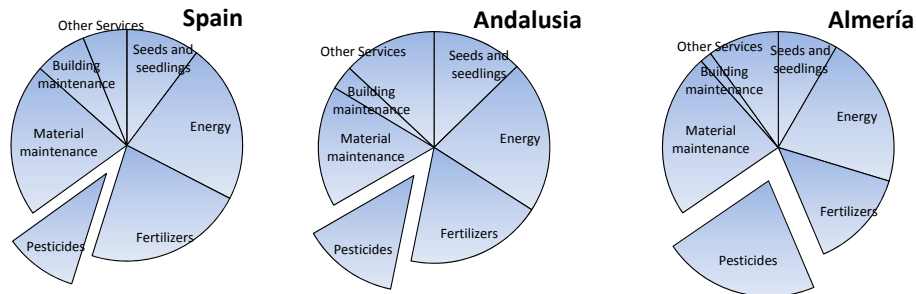 Spain
Other Services
Seeds and
seedlings
Building
maintenance
Energy
Material
maintenance
Fertilizers
Pesticides
Andalusia
Other Services
Seeds and
seedlings
Building
maintenance
Energy
Material
maintenance
Fertilizers
Pesticides
Almería
Other Services
Seeds and
seedlings
Building
maintenance
Energy
Material
maintenance
Fertilizers
Pesticides